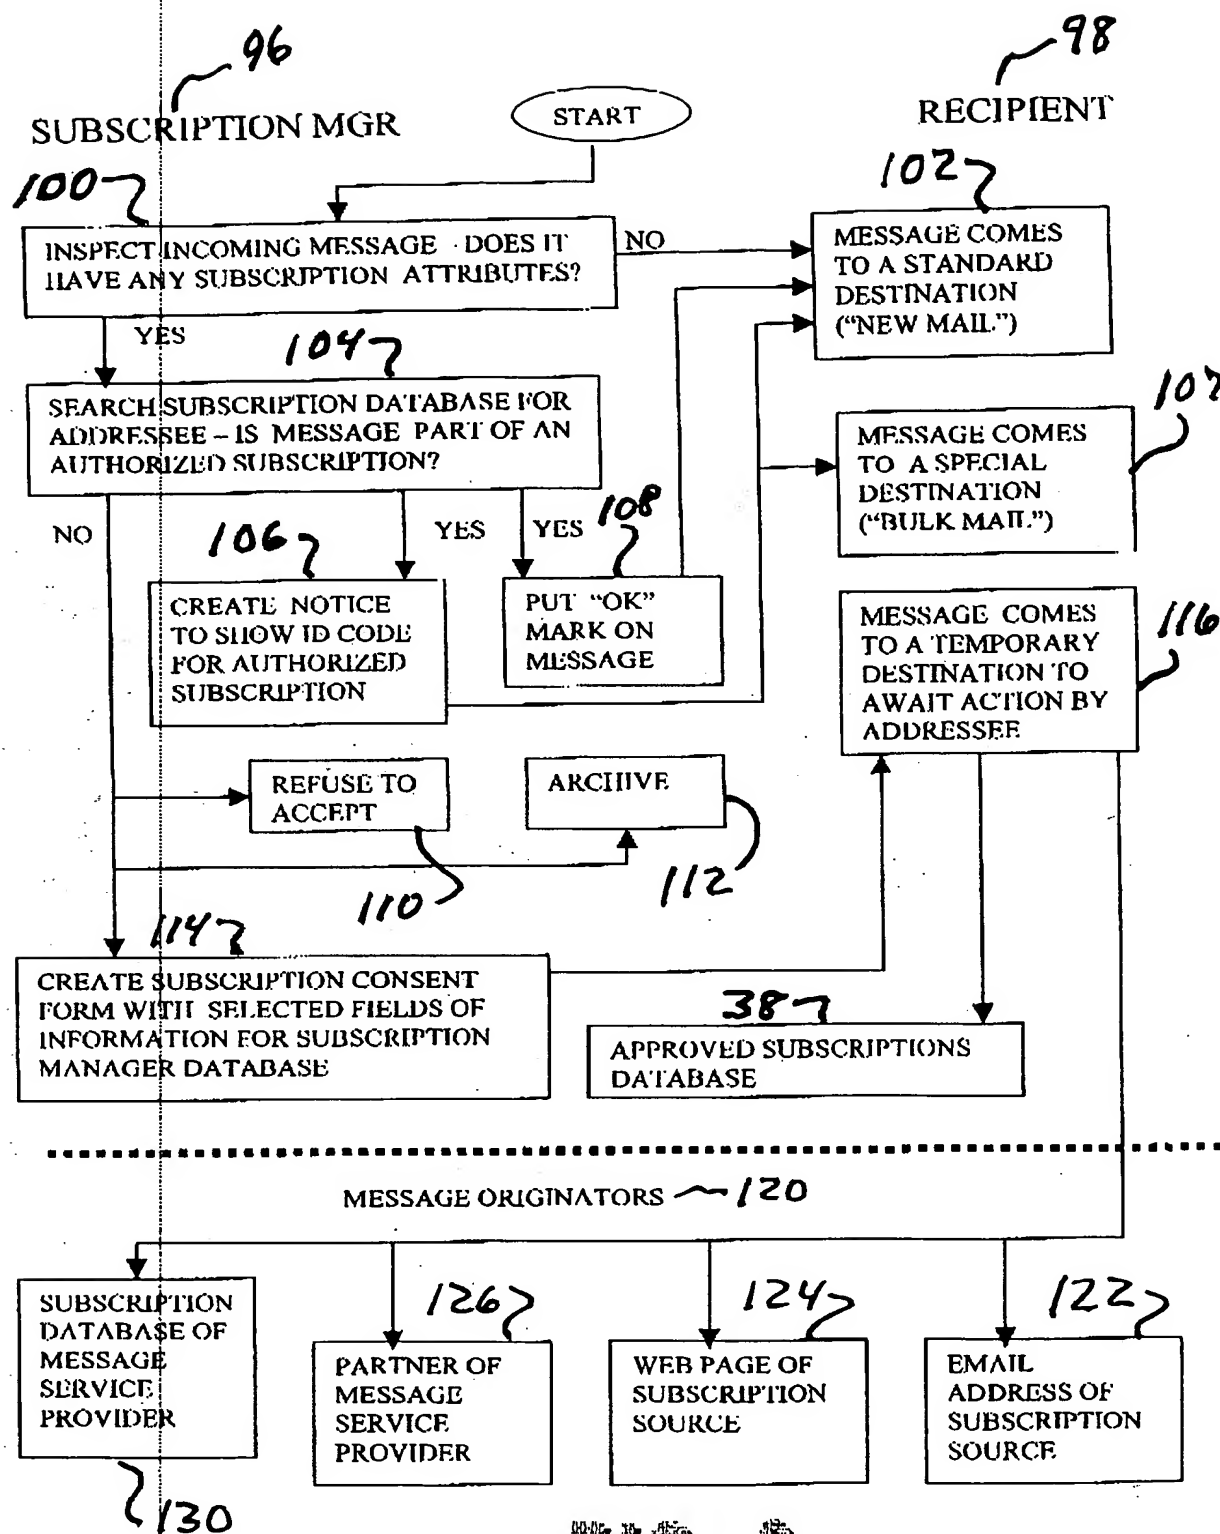 96
98
SUBSCRIPTION MGR
START
RECIPIENT
100
102
INSPECT INCOMING MESSAGE - DOES IT
HAVE ANY SUBSCRIPTION ATTRIBUTES?
NO
MESSAGE COMES
TO A STANDARD
DESTINATION
("NEW MAIL")
YES
104
SEARCH SUBSCRIPTION DATABASE FOR
ADDRESSEE – IS MESSAGE PART OF AN
AUTHORIZED SUBSCRIPTION?
107
MESSAGE COMES
TO A SPECIAL
DESTINATION
("BULK MAIL")
NO
106
YES
YES
108
CREATE NOTICE
TO SHOW ID CODE
FOR AUTHORIZED
SUBSCRIPTION
PUT "OK"
MARK ON
MESSAGE
MESSAGE COMES
TO A TEMPORARY
DESTINATION TO
AWAIT ACTION BY
ADDRESSEE
116
REFUSE TO
ACCEPT
ARCHIVE
110
112
114
CREATE SUBSCRIPTION CONSENT
FORM WITH SELECTED FIELDS OF
INFORMATION FOR SUBSCRIPTION
MANAGER DATABASE
38
APPROVED SUBSCRIPTIONS
DATABASE
MESSAGE ORIGINATORS 120
SUBSCRIPTION
DATABASE OF
MESSAGE
SERVICE
PROVIDER
126
PARTNER OF
MESSAGE
SERVICE
PROVIDER
124
WEB PAGE OF
SUBSCRIPTION
SOURCE
122
EMAIL
ADDRESS OF
SUBSCRIPTION
SOURCE
130